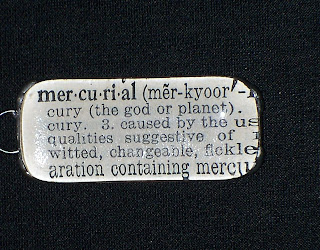 mer·cu·ri·al (mẽr-kyoor′-
cury (the god or planet).
cury. 3. caused by the us
qualities suggestive of
witted, changeable, fickle
aration containing mercu